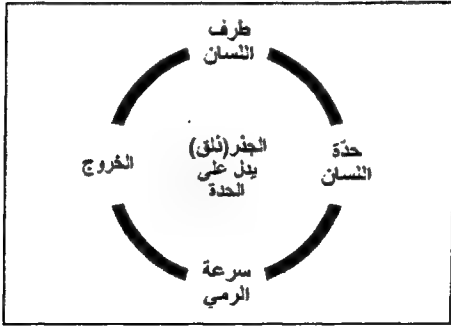 طرف
اللسان
حدّة
اللسان
الجذر(ذلق)
يدل على
الحدة
الخروج
سرعة
الرمي